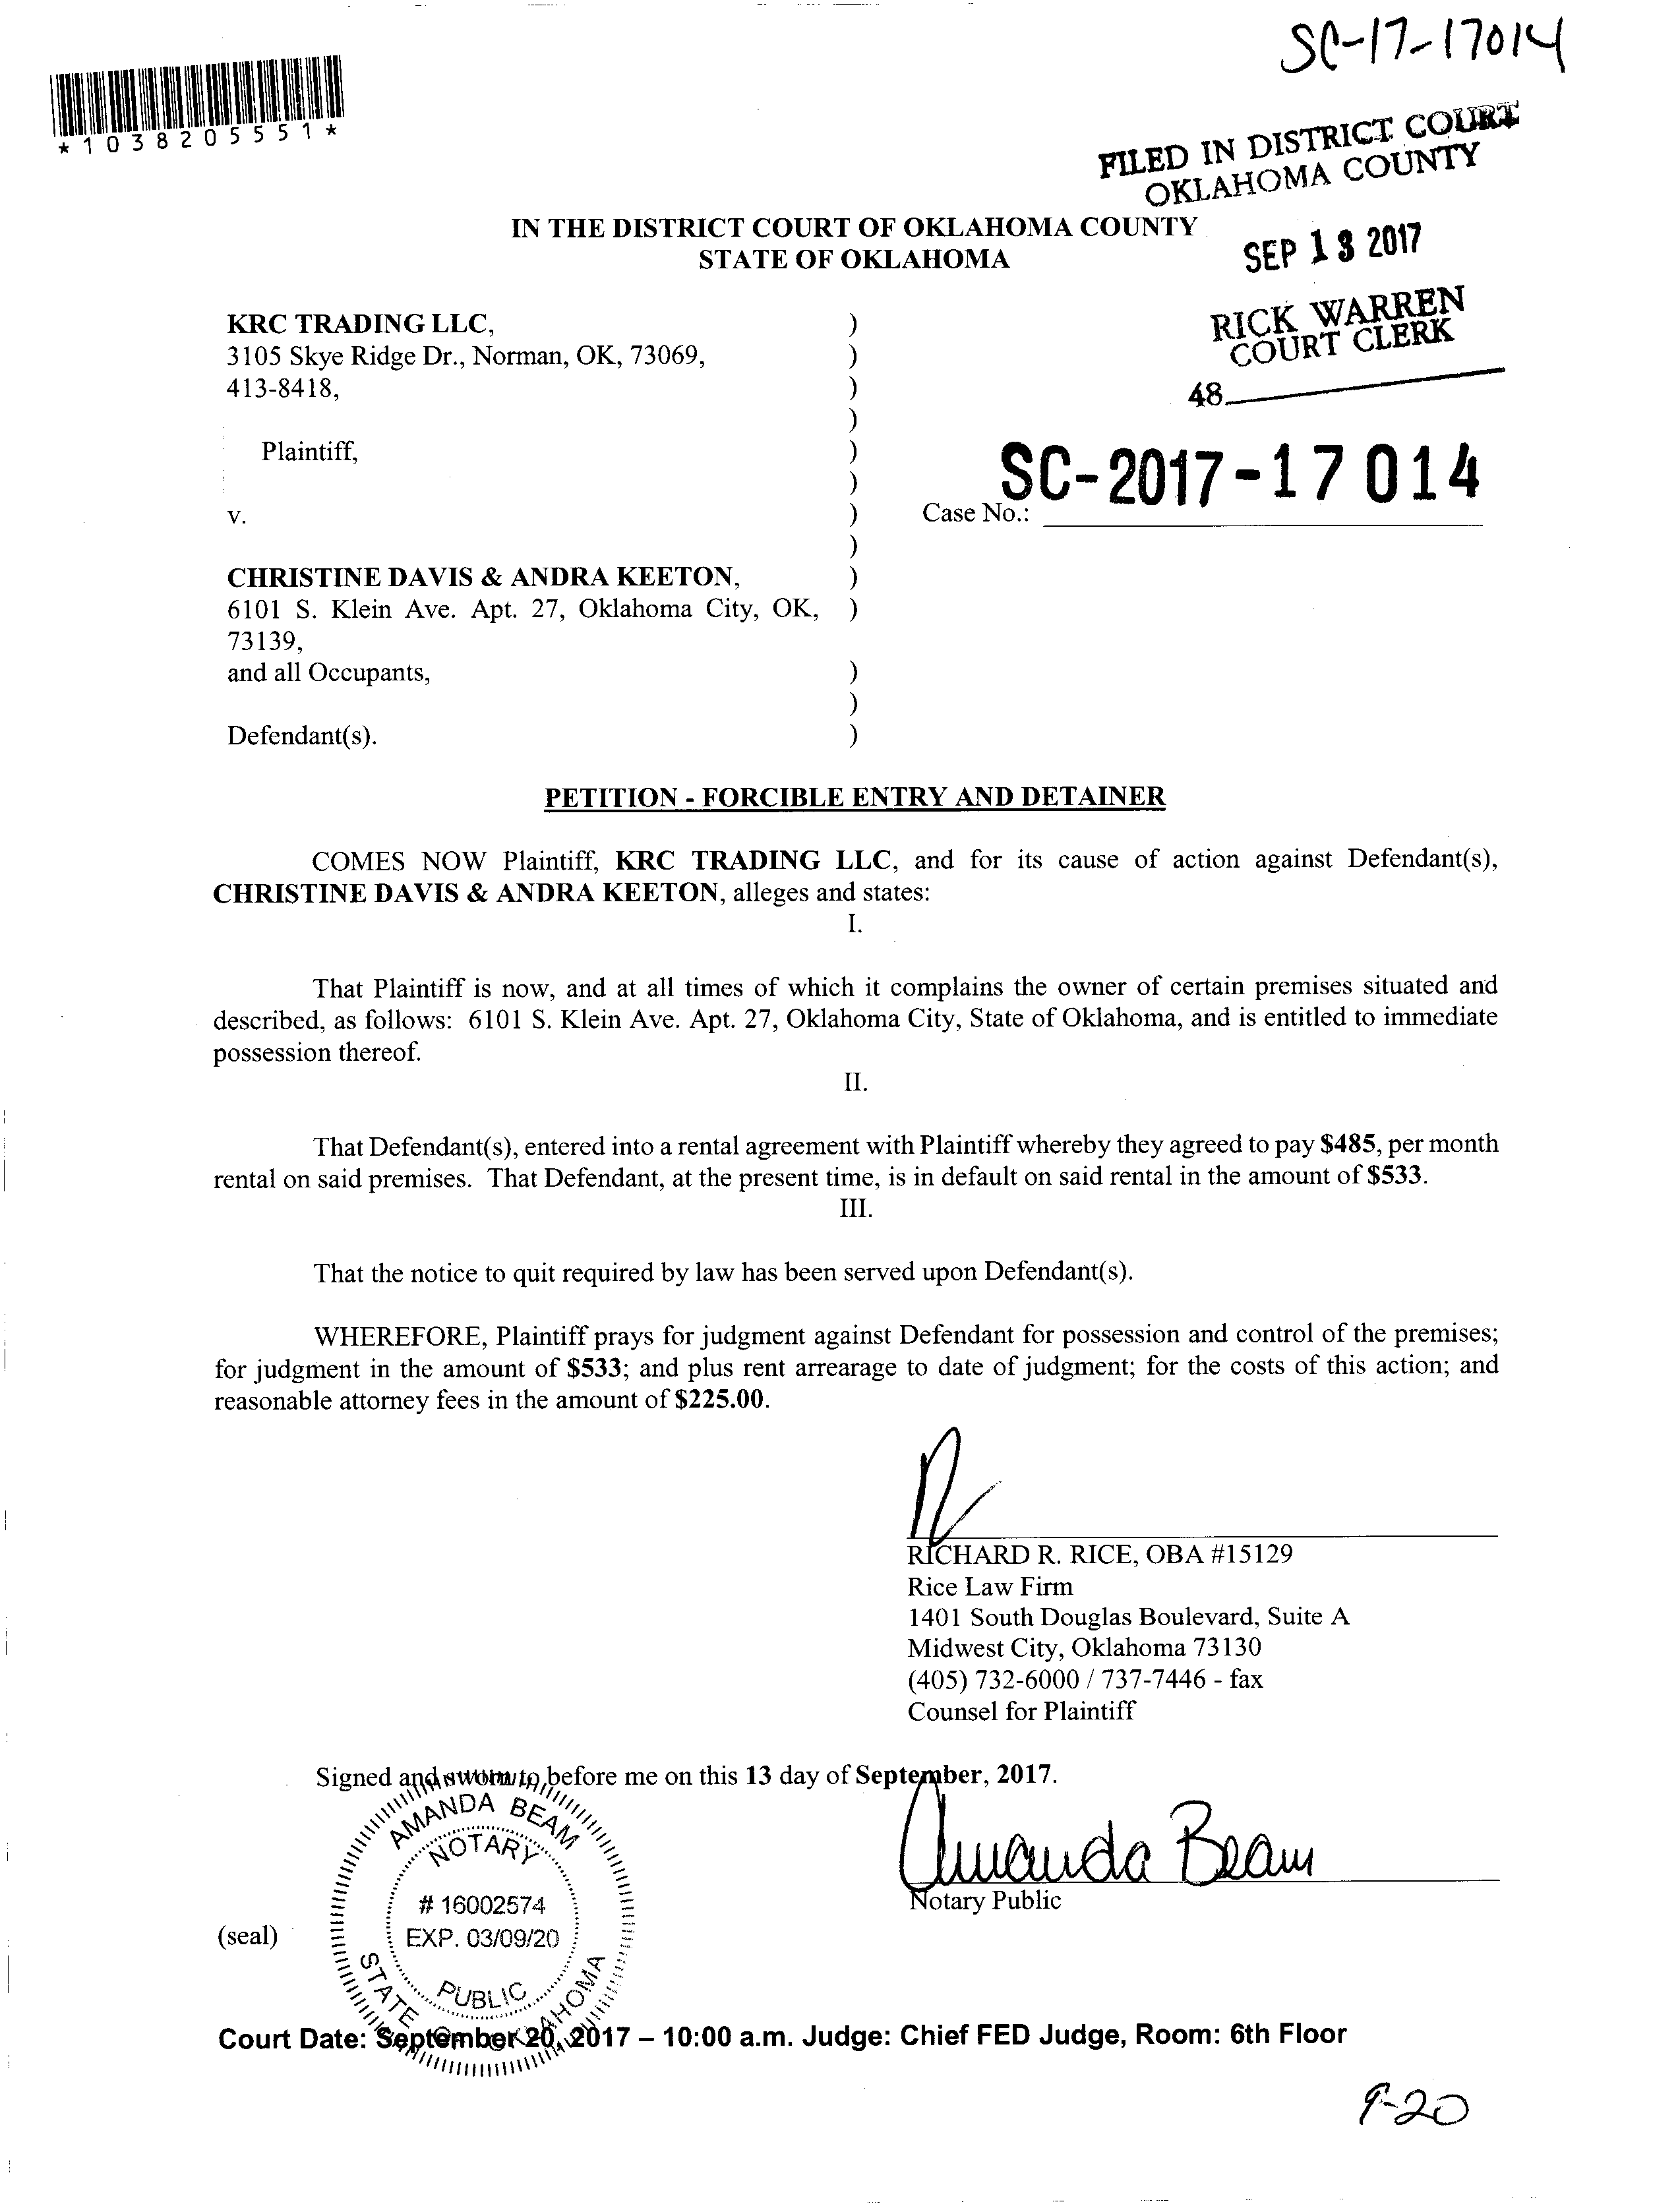 SC-17-17014
*1038205551*
FILED IN DISTRICT COURT
OKLAHOMA COUNTY
IN THE DISTRICT COURT OF OKLAHOMA COUNTY
STATE OF OKLAHOMA
SEP 13 2017
RICK WARREN
COURT CLERK
48
KRC TRADING LLC, )
3105 Skye Ridge Dr., Norman, OK, 73069, )
413-8418, )
)
Plaintiff, )
)
SC-2017-17014
v. ) Case No.:
)
CHRISTINE DAVIS & ANDRA KEETON, )
6101 S. Klein Ave. Apt. 27, Oklahoma City, OK, )
73139,
and all Occupants, )
)
Defendant(s). )
PETITION - FORCIBLE ENTRY AND DETAINER
COMES NOW Plaintiff, KRC TRADING LLC, and for its cause of action against Defendant(s),
CHRISTINE DAVIS & ANDRA KEETON, alleges and states:
I.
That Plaintiff is now, and at all times of which it complains the owner of certain premises situated and
described, as follows: 6101 S. Klein Ave. Apt. 27, Oklahoma City, State of Oklahoma, and is entitled to immediate
possession thereof.
II.
That Defendant(s), entered into a rental agreement with Plaintiff whereby they agreed to pay $485, per month
rental on said premises. That Defendant, at the present time, is in default on said rental in the amount of $533.
III.
That the notice to quit required by law has been served upon Defendant(s).
WHEREFORE, Plaintiff prays for judgment against Defendant for possession and control of the premises;
for judgment in the amount of $533; and plus rent arrearage to date of judgment; for the costs of this action; and
reasonable attorney fees in the amount of $225.00.
RICHARD R. RICE, OBA #15129
Rice Law Firm
1401 South Douglas Boulevard, Suite A
Midwest City, Oklahoma 73130
(405) 732-6000 / 737-7446 - fax
Counsel for Plaintiff
Signed and sworn to before me on this 13 day of September, 2017.
AMANDA BEAM
NOTARY
# 16002574
EXP. 03/09/20
PUBLIC
STATE OF OKLAHOMA
Amanda Beam
Notary Public
(seal)
Court Date: September 20, 2017 – 10:00 a.m. Judge: Chief FED Judge, Room: 6th Floor
9-20